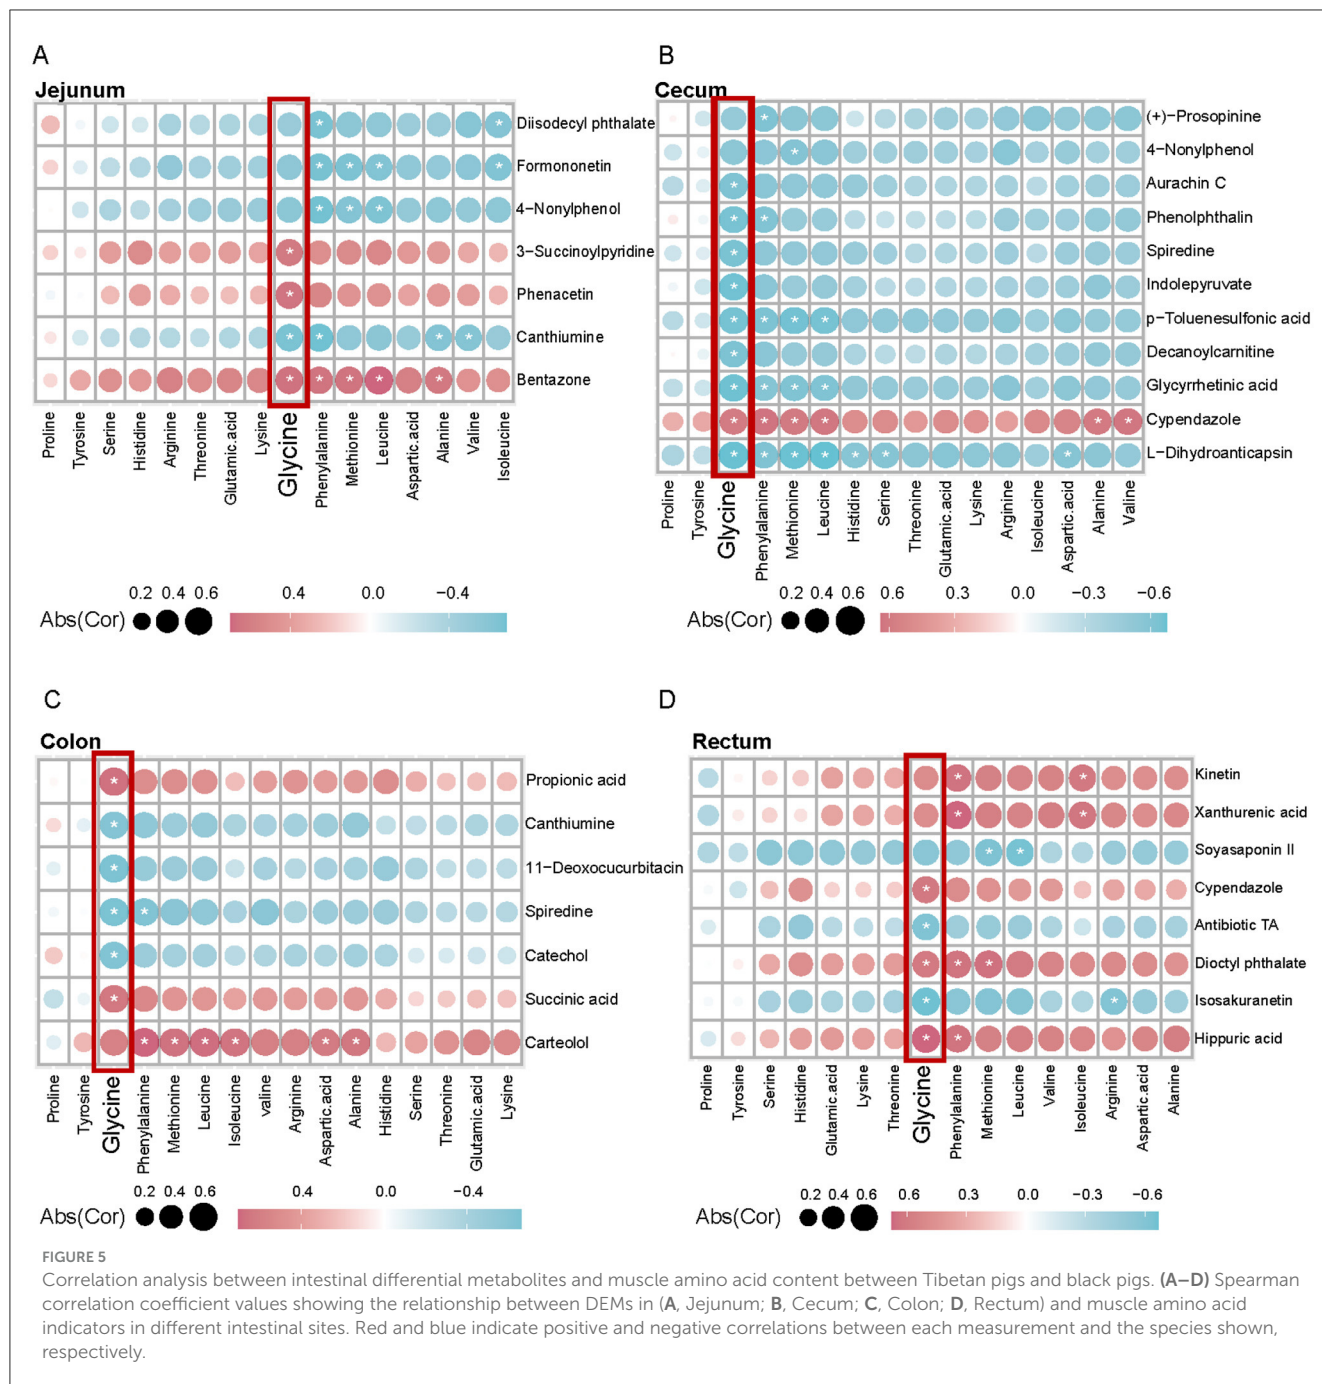 A
Jejunum
Diisodecyl phthalate
Formononetin
4−Nonylphenol
3−Succinoylpyridine
Phenacetin
Canthiumine
Bentazone
Proline
Tyrosine
Serine
Histidine
Arginine
Threonine
Glutamic.acid
Lysine
Glycine
Phenylalanine
Methionine
Leucine
Aspartic.acid
Alanine
Valine
Isoleucine
0.2 0.4 0.6
Abs(Cor)
0.4 0.0 −0.4
B
Cecum
(+)−Prosopinine
4−Nonylphenol
Aurachin C
Phenolphthalin
Spiredine
Indolepyruvate
p−Toluenesulfonic acid
Decanoylcarnitine
Glycyrrhetinic acid
Cypendazole
L−Dihydroanticapsin
Proline
Tyrosine
Glycine
Phenylalanine
Methionine
Leucine
Histidine
Serine
Threonine
Glutamic.acid
Lysine
Arginine
Isoleucine
Aspartic.acid
Alanine
Valine
0.2 0.4 0.6
Abs(Cor)
0.6 0.3 0.0 −0.3 −0.6
C
Colon
Propionic acid
Canthiumine
11−Deoxocucurbitacin
Spiredine
Catechol
Succinic acid
Carteolol
Proline
Tyrosine
Glycine
Phenylalanine
Methionine
Leucine
Isoleucine
valine
Arginine
Aspartic.acid
Alanine
Histidine
Serine
Threonine
Glutamic.acid
Lysine
0.2 0.4 0.6
Abs(Cor)
0.4 0.0 −0.4
D
Rectum
Kinetin
Xanthurenic acid
Soyasaponin II
Cypendazole
Antibiotic TA
Dioctyl phthalate
Isosakuranetin
Hippuric acid
Proline
Tyrosine
Serine
Histidine
Glutamic.acid
Lysine
Threonine
Glycine
Phenylalanine
Methionine
Leucine
Valine
Isoleucine
Arginine
Aspartic.acid
Alanine
0.2 0.4 0.6
Abs(Cor)
0.6 0.3 0.0 −0.3 −0.6
FIGURE 5
Correlation analysis between intestinal differential metabolites and muscle amino acid content between Tibetan pigs and black pigs. (A–D) Spearman
correlation coefficient values showing the relationship between DEMs in (A, Jejunum; B, Cecum; C, Colon; D, Rectum) and muscle amino acid
indicators in different intestinal sites. Red and blue indicate positive and negative correlations between each measurement and the species shown,
respectively.